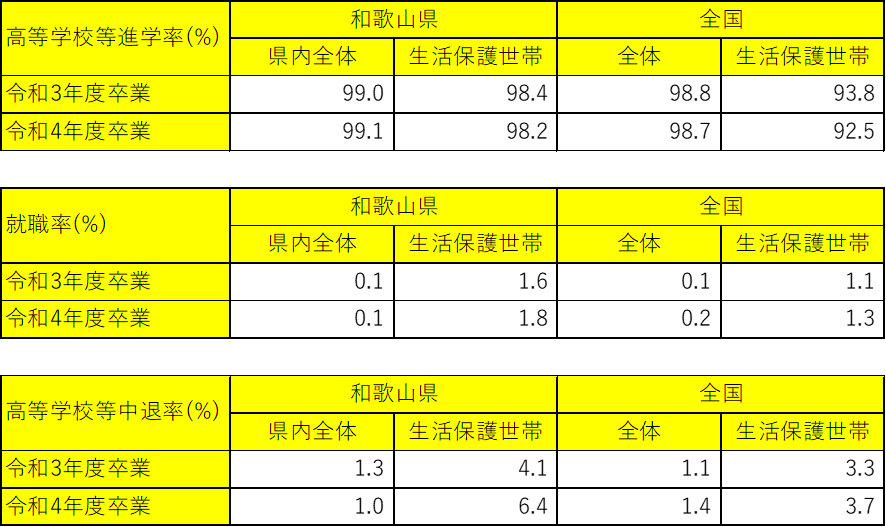 高等学校等進学率(%) 和歌山県 全国
県内全体 生活保護世帯 全体 生活保護世帯
令和3年度卒業 99.0 98.4 98.8 93.8
令和4年度卒業 99.1 98.2 98.7 92.5
就職率(%) 和歌山県 全国
県内全体 生活保護世帯 全体 生活保護世帯
令和3年度卒業 0.1 1.6 0.1 1.1
令和4年度卒業 0.1 1.8 0.2 1.3
高等学校等中退率(%) 和歌山県 全国
県内全体 生活保護世帯 全体 生活保護世帯
令和3年度卒業 1.3 4.1 1.1 3.3
令和4年度卒業 1.0 6.4 1.4 3.7